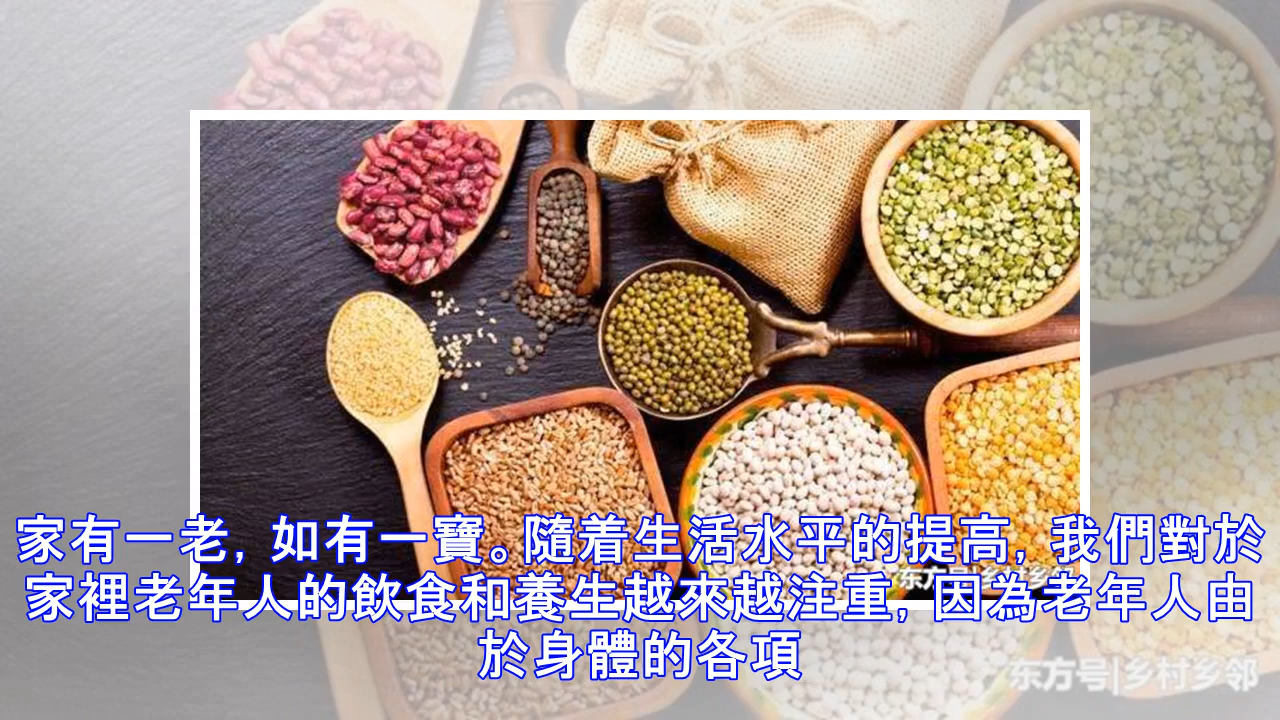 家有一老, 如有一寶。隨着生活水平的提高, 我們對於
家裡老年人的飲食和養生越來越注重, 因為老年人由
於身體的各項
东方号|乡村乡邻